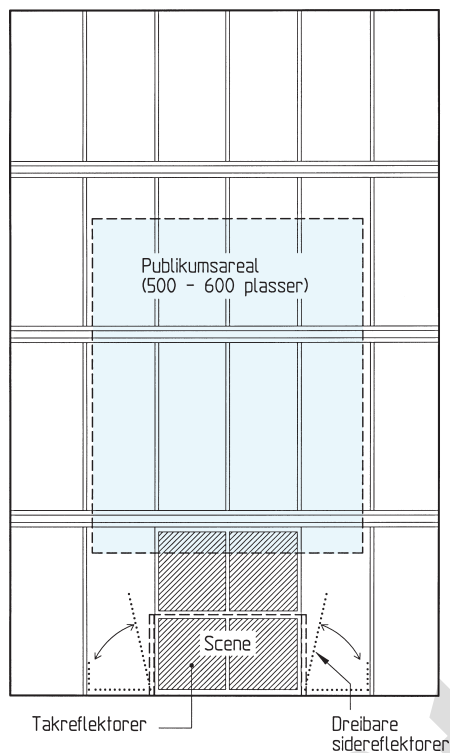 Publikumsareal
(500 - 600 plasser)
Scene
Takreflektorer
Dreibare
sidereflektorer